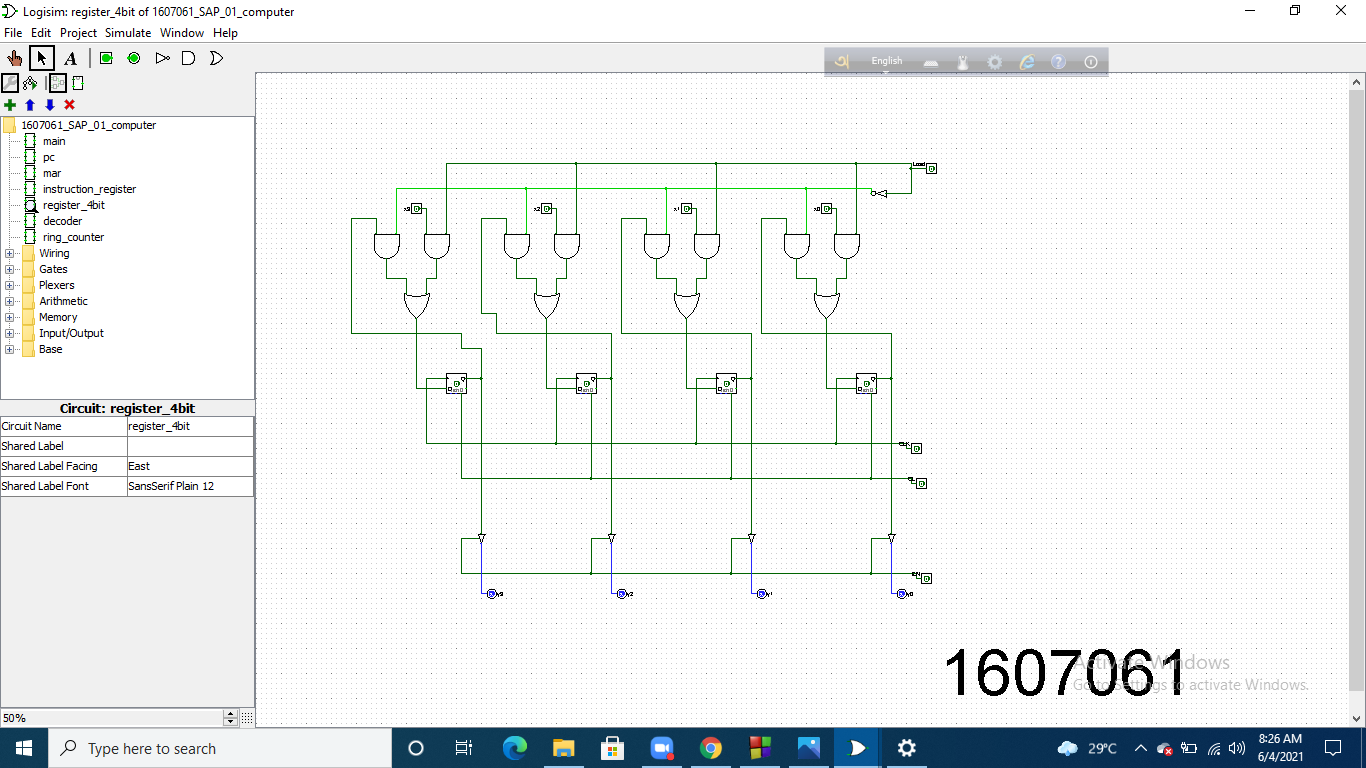 Logisim: register_4bit of 1607061_SAP_01_computer
File Edit Project Simulate Window Help
A
English
1607061_SAP_01_computer
main
pc
mar
instruction_register
register_4bit
decoder
ring_counter
Wiring
Gates
Plexers
Arithmetic
Memory
Input/Output
Base
Circuit: register_4bit
Circuit Name register_4bit
Shared Label
Shared Label Facing East
Shared Label Font SansSerif Plain 12
50%
Load
x3 x2 x1 x0
EN
y3 y2 y1 y0
1607061
Activate Windows
Go to Settings to activate Windows.
Type here to search
29°C
8:26 AM
6/4/2021